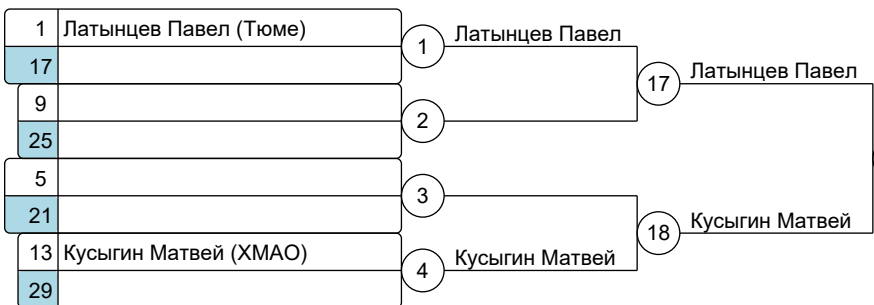 1 Латынцев Павел (Тюме)
17
1 Латынцев Павел
9
25
2
17 Латынцев Павел
5
21
3
13 Кусыгин Матвей (ХМАО)
29
4 Кусыгин Матвей
18 Кусыгин Матвей